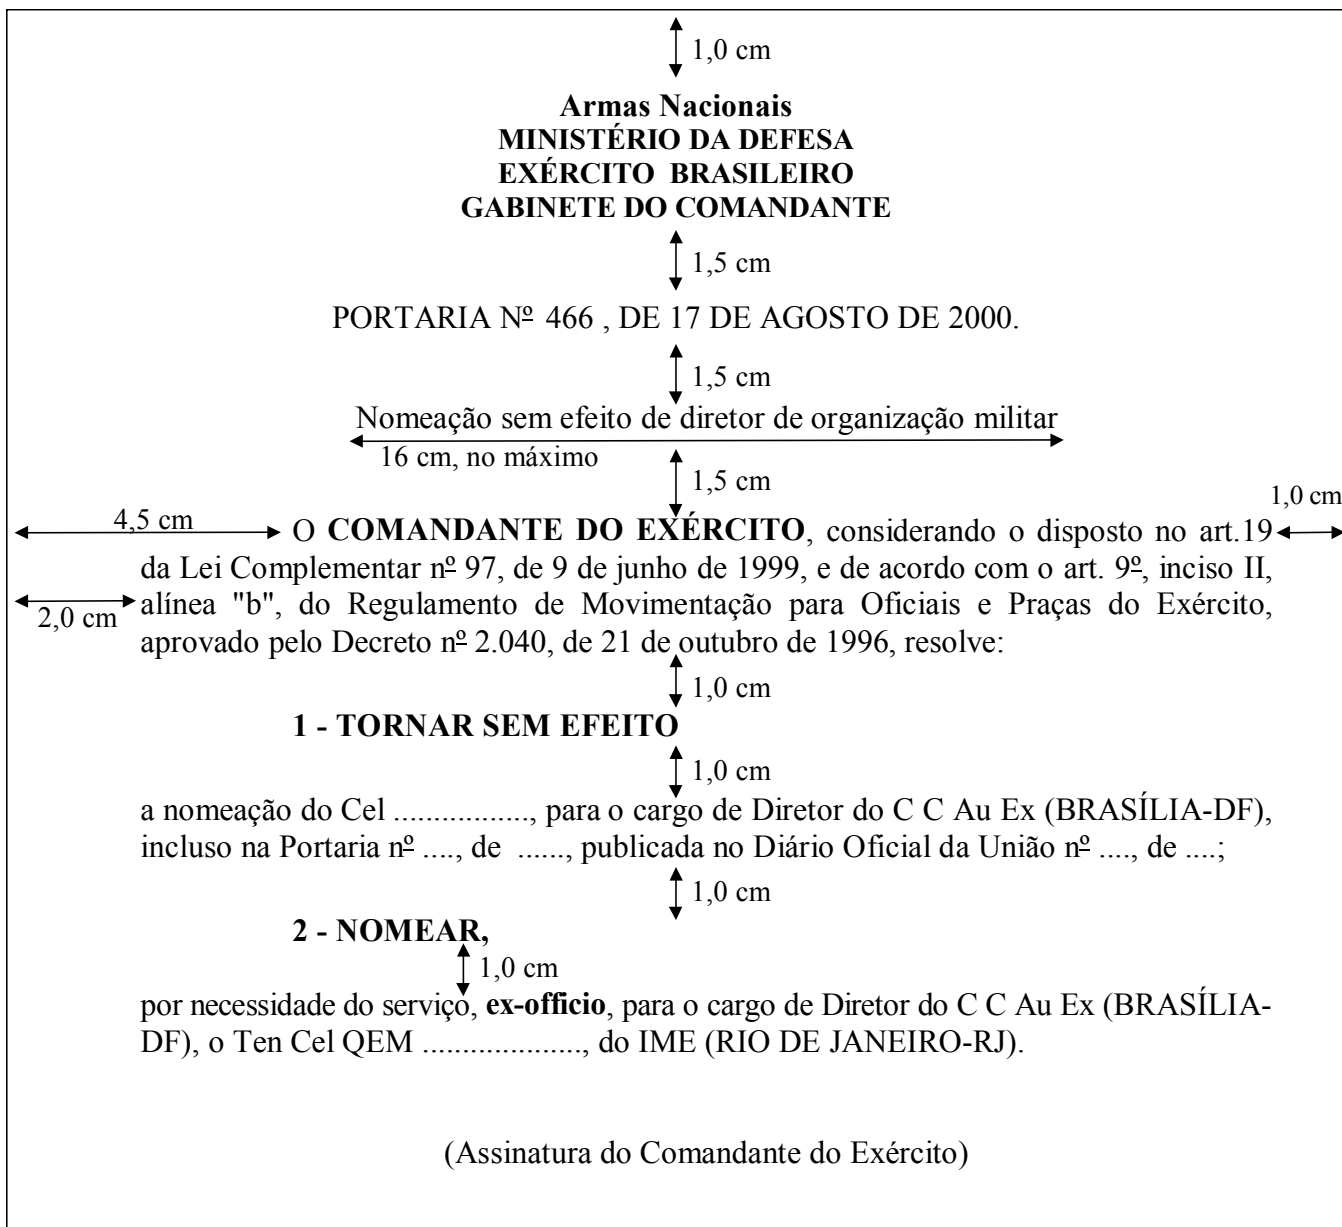 1,0 cm
Armas Nacionais
MINISTÉRIO DA DEFESA
EXÉRCITO BRASILEIRO
GABINETE DO COMANDANTE
1,5 cm
PORTARIA Nº 466 , DE 17 DE AGOSTO DE 2000.
1,5 cm
Nomeação sem efeito de diretor de organização militar
16 cm, no máximo
1,5 cm
1,0 cm
4,5 cm
O COMANDANTE DO EXÉRCITO, considerando o disposto no art.19
da Lei Complementar nº 97, de 9 de junho de 1999, e de acordo com o art. 9º, inciso II,
2,0 cm
alínea "b", do Regulamento de Movimentação para Oficiais e Praças do Exército,
aprovado pelo Decreto nº 2.040, de 21 de outubro de 1996, resolve:
1,0 cm
1 - TORNAR SEM EFEITO
1,0 cm
a nomeação do Cel ................., para o cargo de Diretor do C C Au Ex (BRASÍLIA-DF),
incluso na Portaria nº ...., de ......, publicada no Diário Oficial da União nº ...., de ....;
1,0 cm
2 - NOMEAR,
1,0 cm
por necessidade do serviço, ex-officio, para o cargo de Diretor do C C Au Ex (BRASÍLIA-
DF), o Ten Cel QEM ...................., do IME (RIO DE JANEIRO-RJ).
(Assinatura do Comandante do Exército)